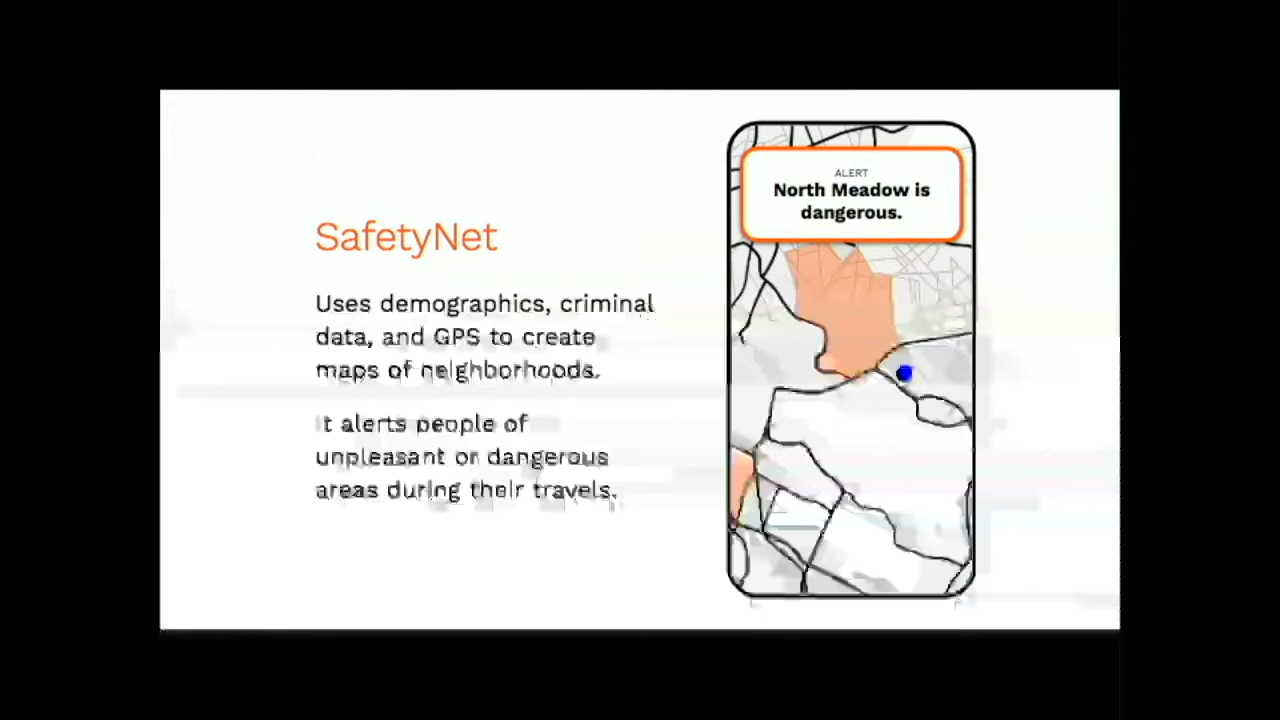 SafetyNet
Uses demographics, criminal
data, and GPS to create
maps of neighborhoods.
It alerts people of
unpleasant or dangerous
areas during their travels.
ALERT
North Meadow is
dangerous.